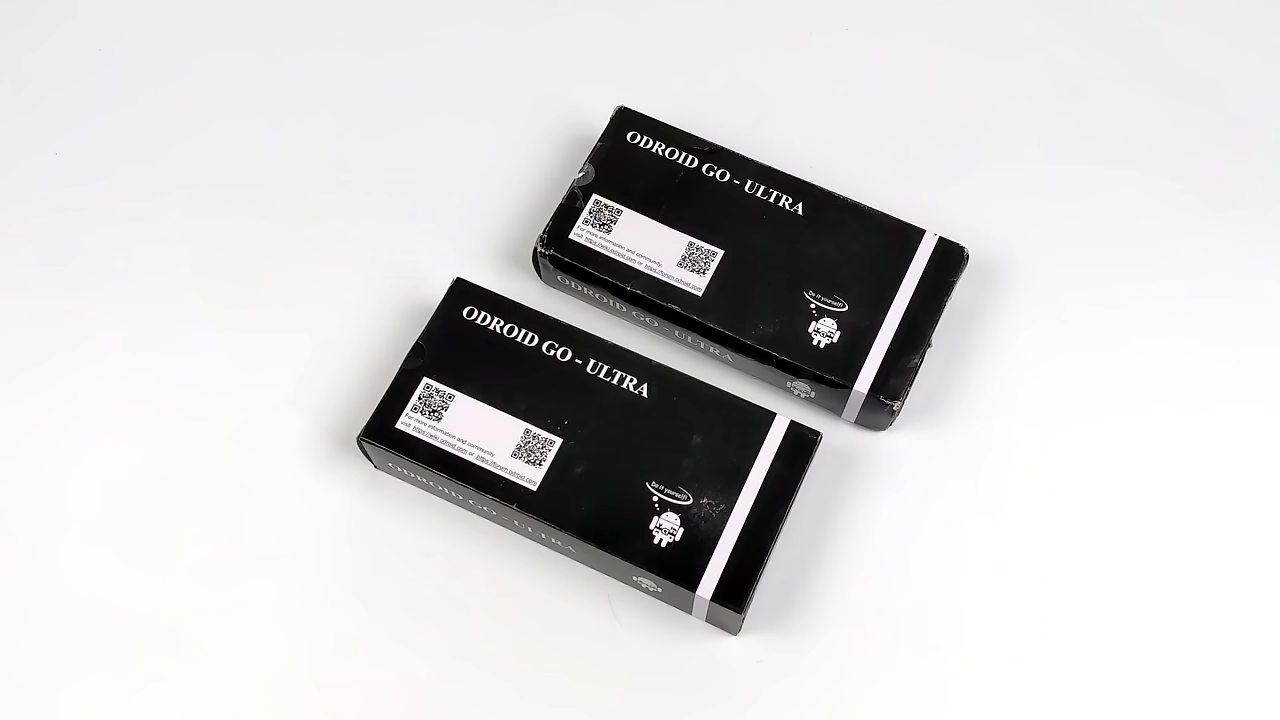 ODROID GO - ULTRA
For more information and community,
visit https://wiki.odroid.com or https://forum.odroid.com
Do it yourself!
ODROID GO - ULTRA
ODROID GO - ULTRA
For more information and community,
visit https://wiki.odroid.com or https://forum.odroid.com
Do it yourself!
ODROID GO - ULTRA